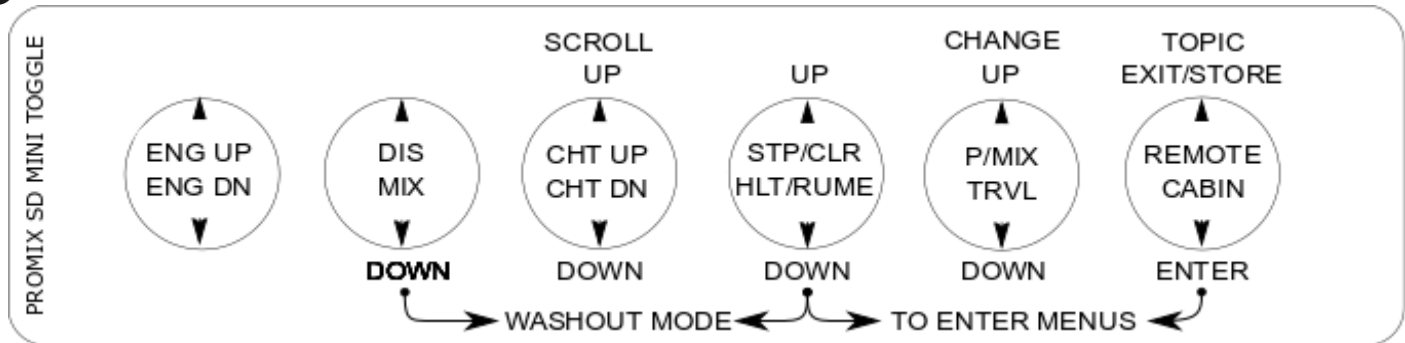 PROMIX SD MINI TOGGLE
SCROLL
CHANGE
TOPIC
UP
UP
UP
EXIT/STORE
ENG UP
ENG DN
DIS
MIX
CHT UP
CHT DN
STP/CLR
HLT/RUME
P/MIX
TRVL
REMOTE
CABIN
DOWN
DOWN
DOWN
DOWN
ENTER
WASHOUT MODE
TO ENTER MENUS